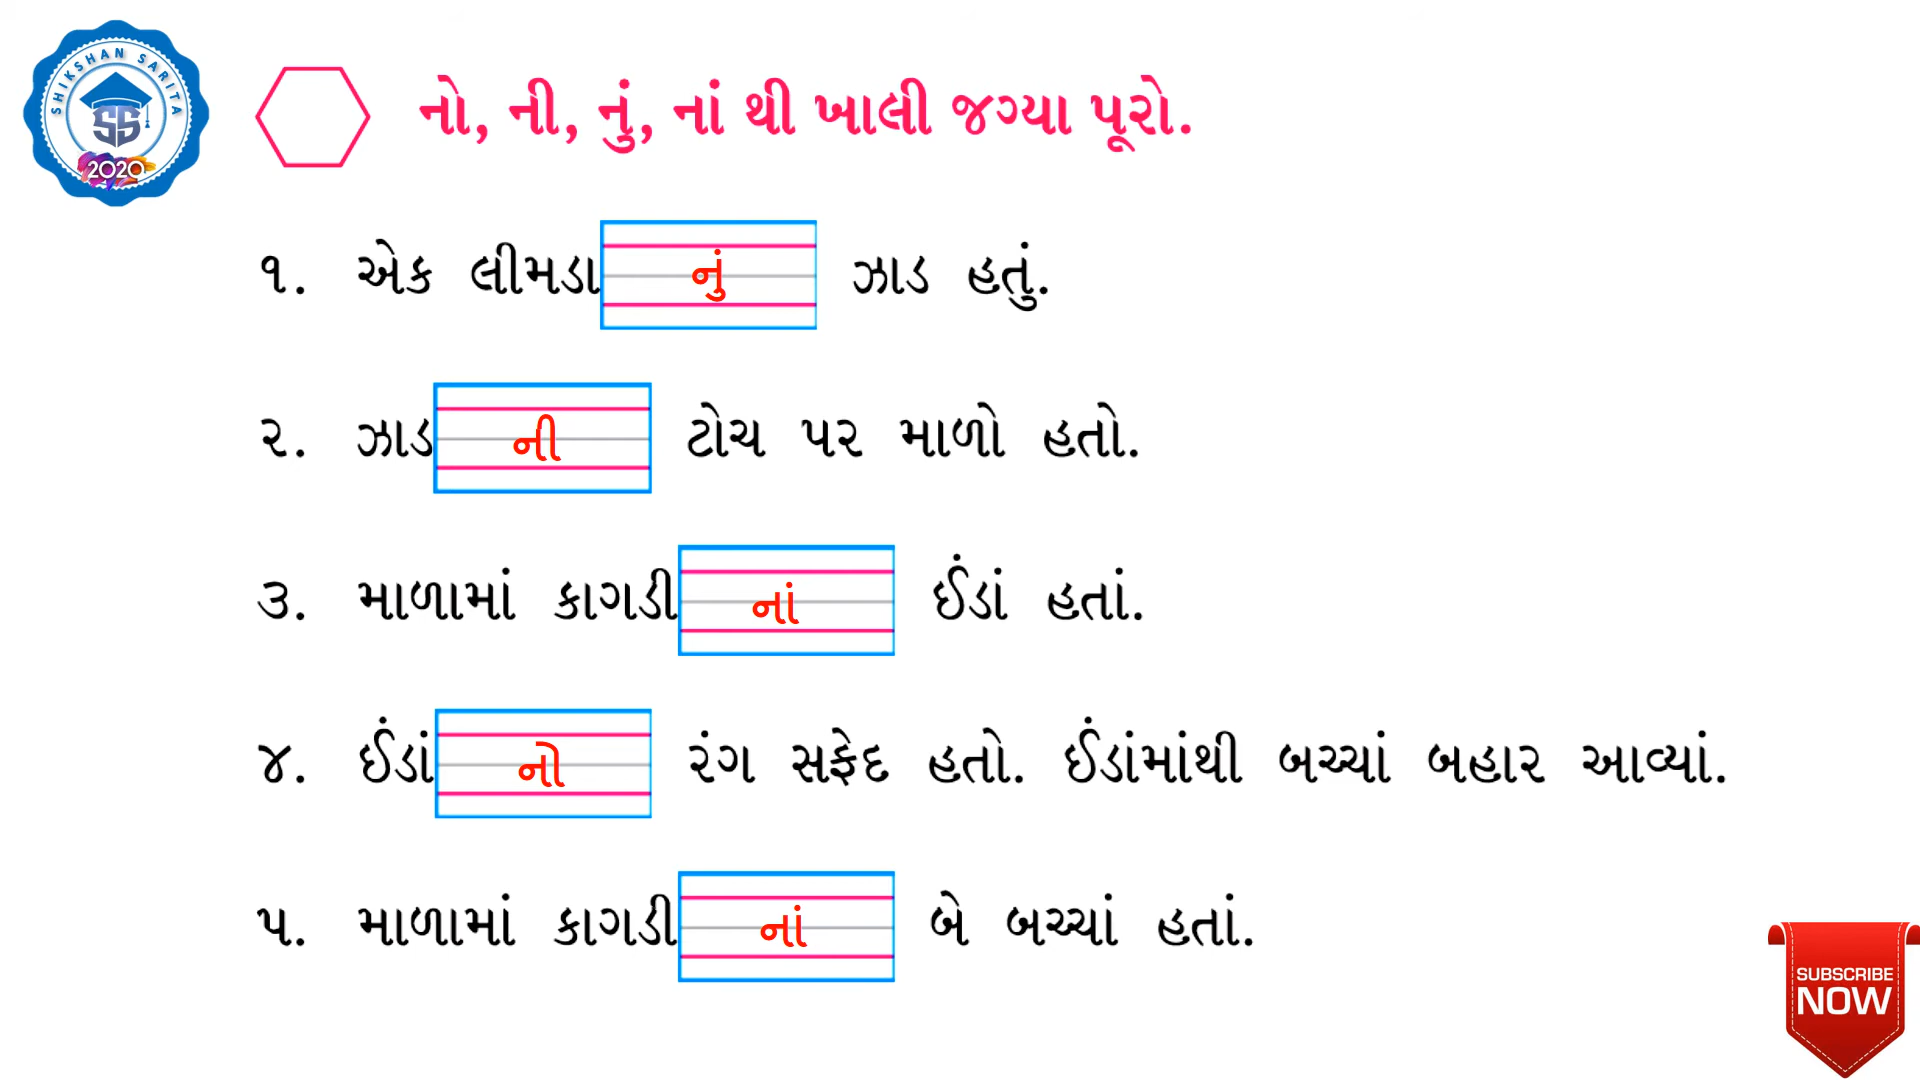 SHIKSHAN SARITA
SS
2020
નો, ની, નું, નાં થી ખાલી જગ્યા પૂરો.
૧. એક લીમડા નું ઝાડ હતું.
૨. ઝાડ ની ટોચ પર માળો હતો.
૩. માળામાં કાગડી નાં ઈંડાં હતાં.
૪. ઈંડાં નો રંગ સફેદ હતો. ઈંડાંમાંથી બચ્ચાં બહાર આવ્યાં.
૫. માળામાં કાગડી નાં બે બચ્ચાં હતાં.
SUBSCRIBE
NOW